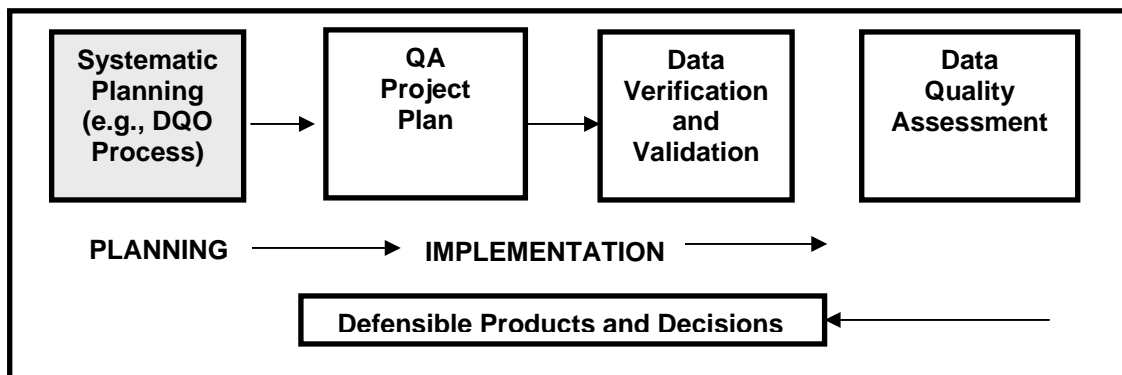 Systematic
Planning
(e.g., DQO
Process)
QA
Project
Plan
Data
Verification
and
Validation
Data
Quality
Assessment
PLANNING
IMPLEMENTATION
Defensible Products and Decisions